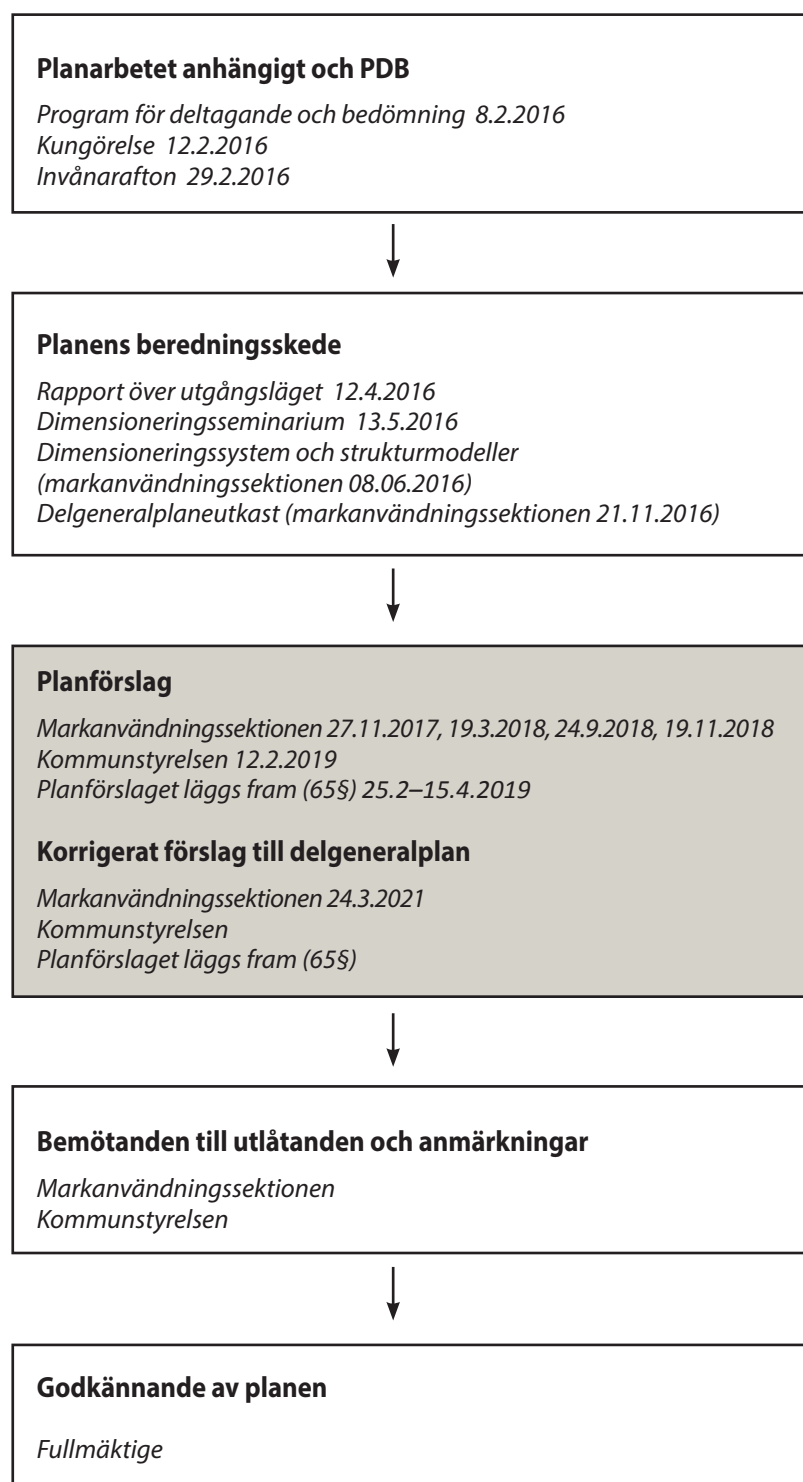 Planarbetet anhängigt och PDB
Program för deltagande och bedömning 8.2.2016
Kungörelse 12.2.2016
Invånarafton 29.2.2016
Planens beredningsskede
Rapport över utgångsläget 12.4.2016
Dimensioneringsseminarium 13.5.2016
Dimensioneringssystem och strukturmodeller
(markanvändningssektionen 08.06.2016)
Delgeneralplaneutkast (markanvändningssektionen 21.11.2016)
Planförslag
Markanvändningssektionen 27.11.2017, 19.3.2018, 24.9.2018, 19.11.2018
Kommunstyrelsen 12.2.2019
Planförslaget läggs fram (65§) 25.2–15.4.2019
Korrigerat förslag till delgeneralplan
Markanvändningssektionen 24.3.2021
Kommunstyrelsen
Planförslaget läggs fram (65§)
Bemötanden till utlåtanden och anmärkningar
Markanvändningssektionen
Kommunstyrelsen
Godkännande av planen
Fullmäktige